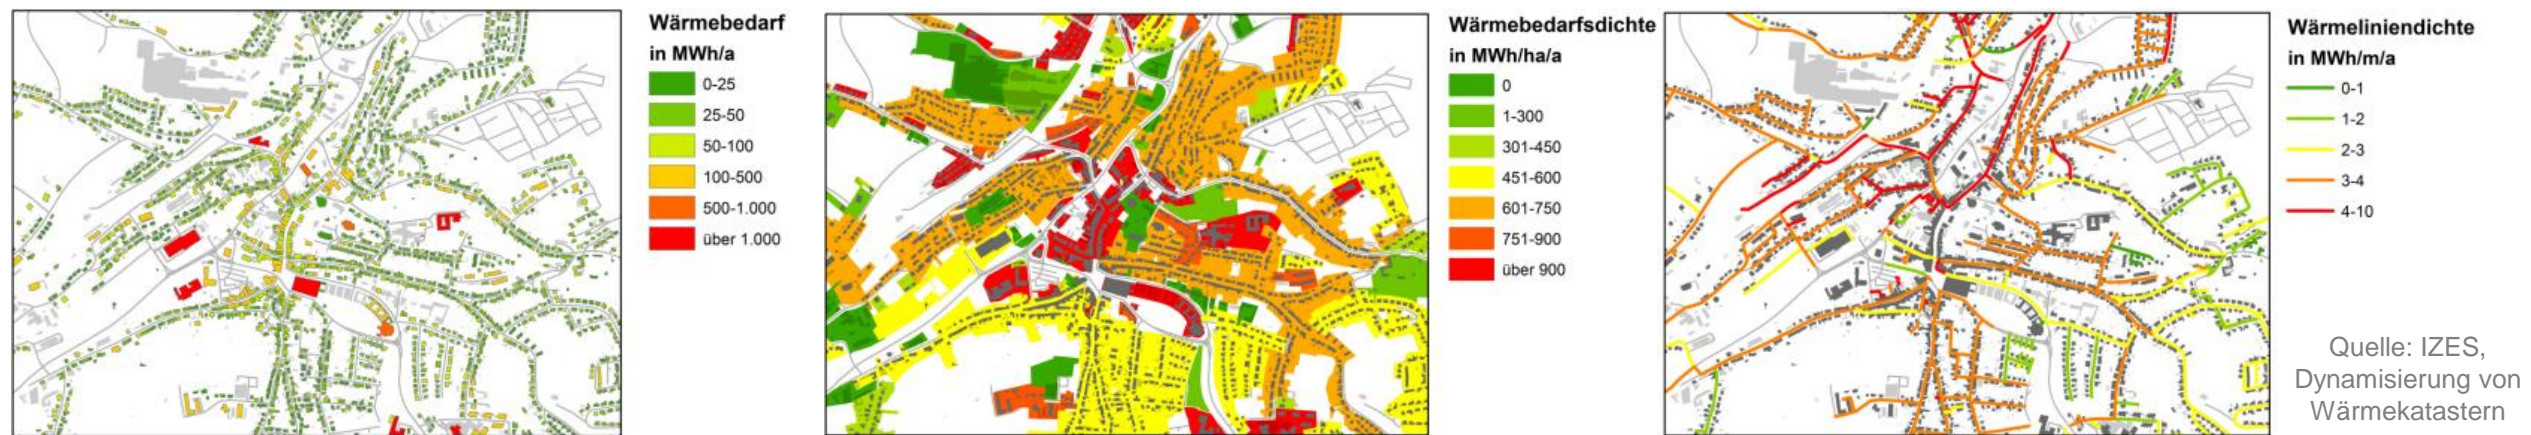 Wärmebedarf
in MWh/a
0-25
25-50
50-100
100-500
500-1.000
über 1.000
Wärmebedarfsdichte
in MWh/ha/a
0
1-300
301-450
451-600
601-750
751-900
über 900
Wärmeliniendichte
in MWh/m/a
0-1
1-2
2-3
3-4
4-10
Quelle: IZES,
Dynamisierung von
Wärmekatastern